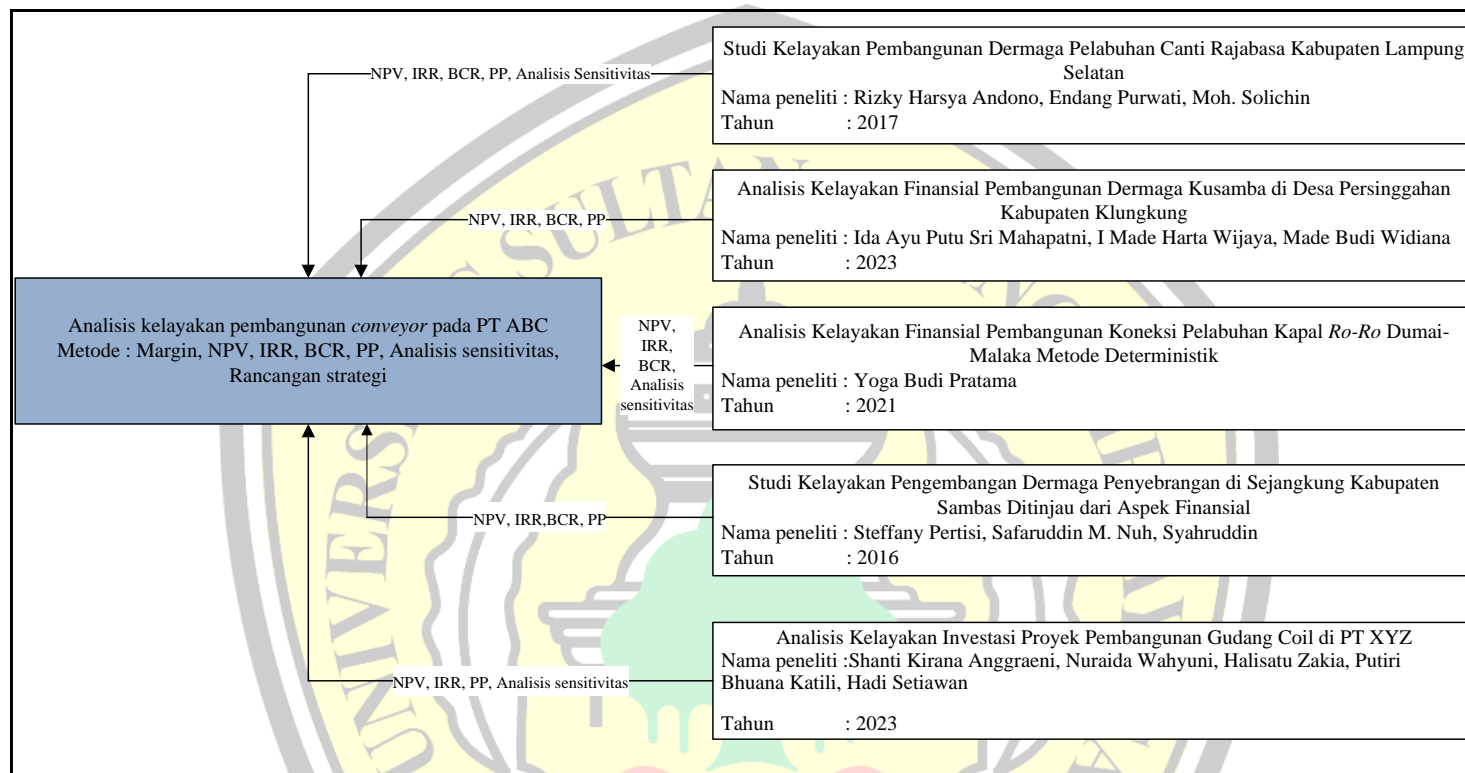 Studi Kelayakan Pembangunan Dermaga Pelabuhan Canti Rajabasa Kabupaten Lampung
Selatan
Nama peneliti : Rizky Harsya Andono, Endang Purwati, Moh. Solichin
Tahun : 2017
NPV, IRR, BCR, PP, Analisis Sensitivitas
Analisis Kelayakan Finansial Pembangunan Dermaga Kusamba di Desa Persinggahan
Kabupaten Klungkung
Nama peneliti : Ida Ayu Putu Sri Mahapatni, I Made Harta Wijaya, Made Budi Widiana
Tahun : 2023
NPV, IRR, BCR, PP
Analisis kelayakan pembangunan conveyor pada PT ABC
Metode : Margin, NPV, IRR, BCR, PP, Analisis sensitivitas,
Rancangan strategi
NPV,
IRR,
BCR,
Analisis
sensitivitas
Analisis Kelayakan Finansial Pembangunan Koneksi Pelabuhan Kapal Ro-Ro Dumai-
Malaka Metode Deterministik
Nama peneliti : Yoga Budi Pratama
Tahun : 2021
Studi Kelayakan Pengembangan Dermaga Penyebrangan di Sejangkung Kabupaten
Sambas Ditinjau dari Aspek Finansial
Nama peneliti : Steffany Pertisi, Safaruddin M. Nuh, Syahruddin
Tahun : 2016
NPV, IRR,BCR, PP
Analisis Kelayakan Investasi Proyek Pembangunan Gudang Coil di PT XYZ
Nama peneliti :Shanti Kirana Anggraeni, Nuraida Wahyuni, Halisatu Zakia, Putiri
Bhuana Katili, Hadi Setiawan
Tahun : 2023
NPV, IRR, PP, Analisis sensitivitas
SULTAN